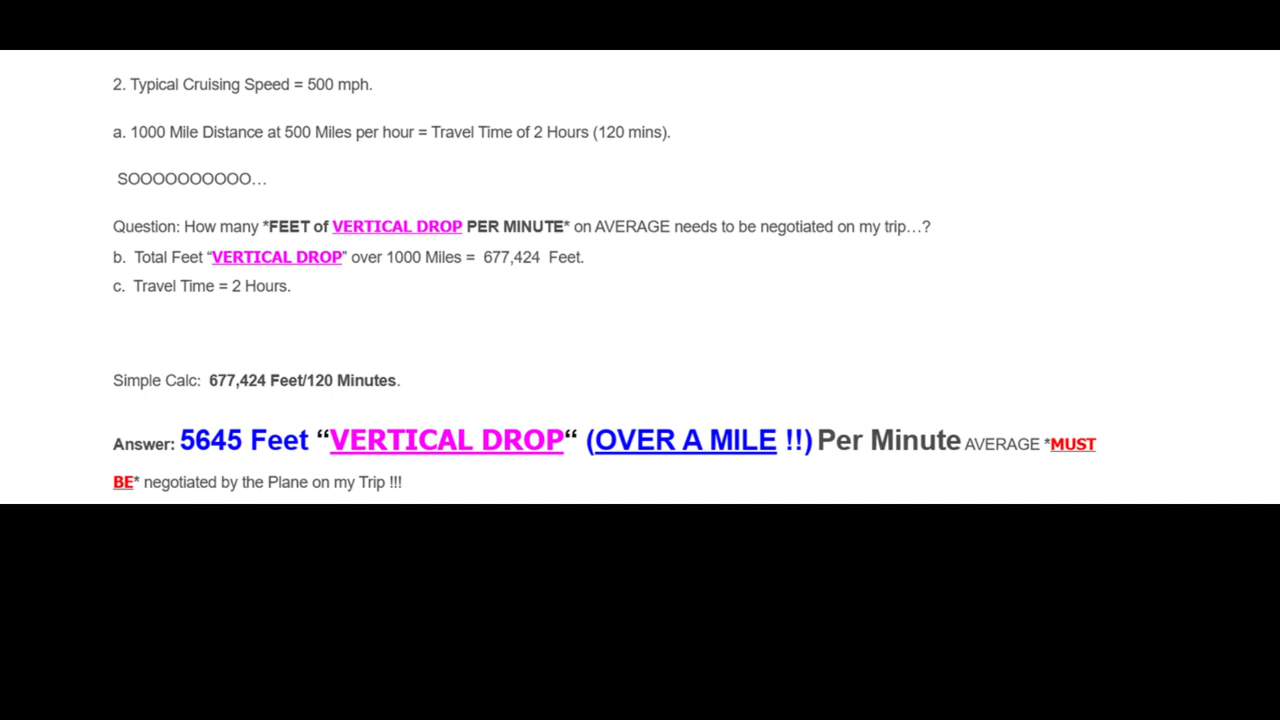 2. Typical Cruising Speed = 500 mph.
a. 1000 Mile Distance at 500 Miles per hour = Travel Time of 2 Hours (120 mins).
SOOOOOOOOOO…
Question: How many *FEET of VERTICAL DROP PER MINUTE* on AVERAGE needs to be negotiated on my trip…?
b. Total Feet “VERTICAL DROP” over 1000 Miles = 677,424 Feet.
c. Travel Time = 2 Hours.
Simple Calc: 677,424 Feet/120 Minutes.
Answer: 5645 Feet “VERTICAL DROP“ (OVER A MILE !!) Per Minute AVERAGE *MUST
BE* negotiated by the Plane on my Trip !!!